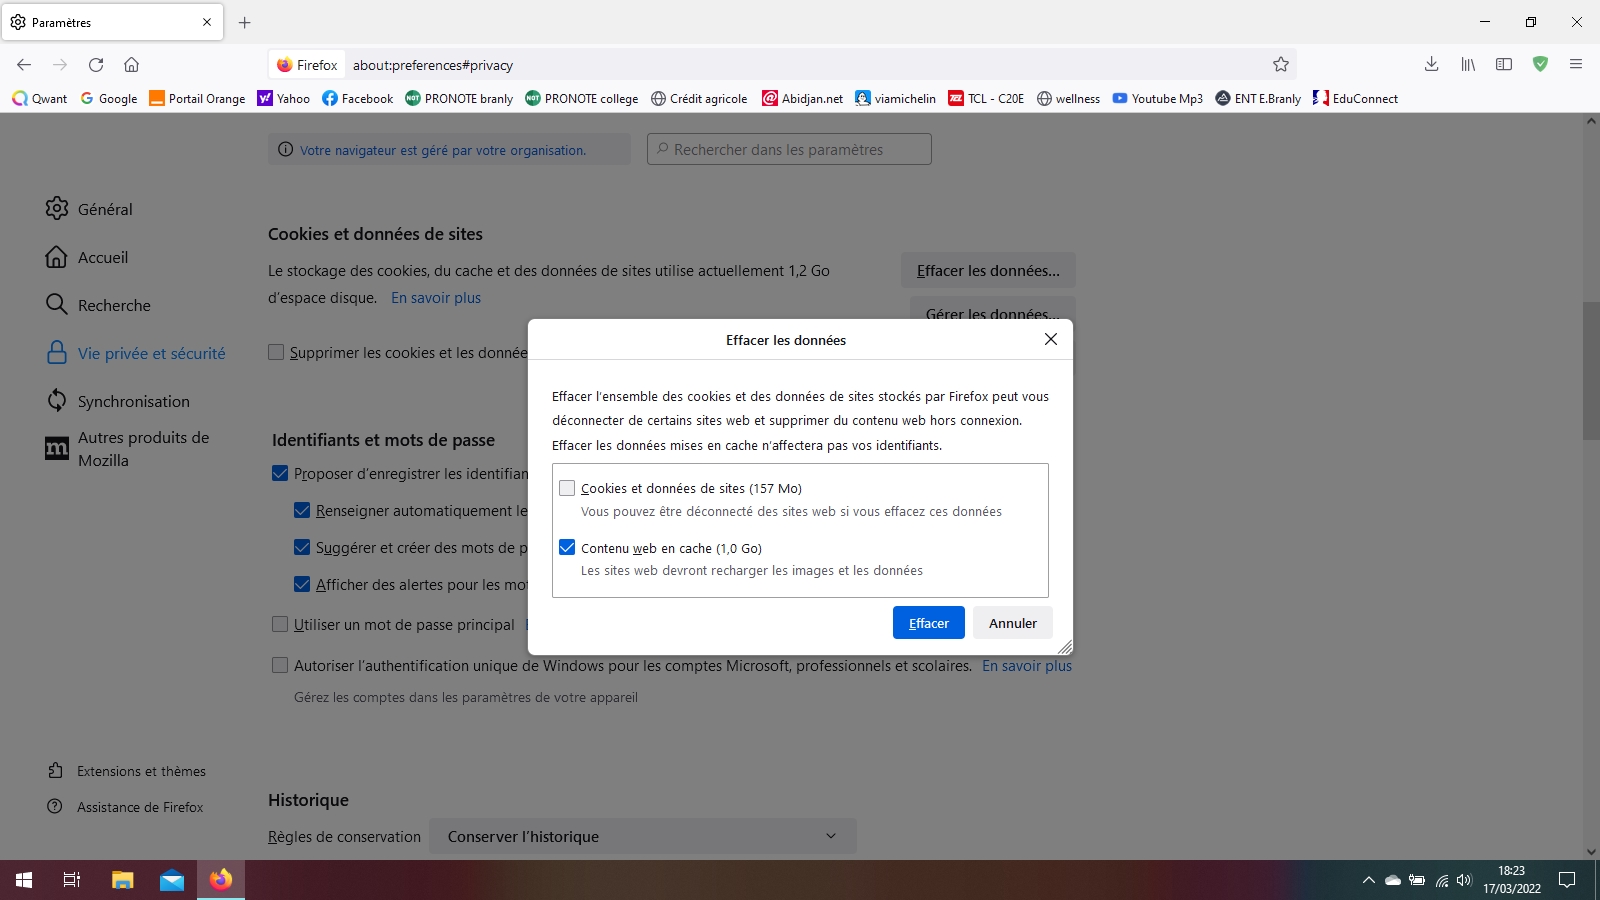 Paramètres
Firefox
about:preferences#privacy
Qwant
Google
Portail Orange
Yahoo
Facebook
PRONOTE branly
PRONOTE college
Crédit agricole
Abidjan.net
viamichelin
TCL - C20E
wellness
Youtube Mp3
ENT E.Branly
EduConnect
Votre navigateur est géré par votre organisation.
Rechercher dans les paramètres
Général
Accueil
Recherche
Vie privée et sécurité
Synchronisation
Autres produits de
Mozilla
Extensions et thèmes
Assistance de Firefox
Cookies et données de sites
Le stockage des cookies, du cache et des données de sites utilise actuellement 1,2 Go
d'espace disque. En savoir plus
Effacer les données...
Gérer les données...
Supprimer les cookies et les donnée
Identifiants et mots de passe
Proposer d'enregistrer les identifian
Renseigner automatiquement le
Suggérer et créer des mots de p
Afficher des alertes pour les mo
Utiliser un mot de passe principal
Autoriser l'authentification unique de Windows pour les comptes Microsoft, professionnels et scolaires. En savoir plus
Gérez les comptes dans les paramètres de votre appareil
Historique
Règles de conservation
Conserver l'historique
Effacer les données
Effacer l'ensemble des cookies et des données de sites stockés par Firefox peut vous
déconnecter de certains sites web et supprimer du contenu web hors connexion.
Effacer les données mises en cache n'affectera pas vos identifiants.
Cookies et données de sites (157 Mo)
Vous pouvez être déconnecté des sites web si vous effacez ces données
Contenu web en cache (1,0 Go)
Les sites web devront recharger les images et les données
Effacer
Annuler
18:23
17/03/2022